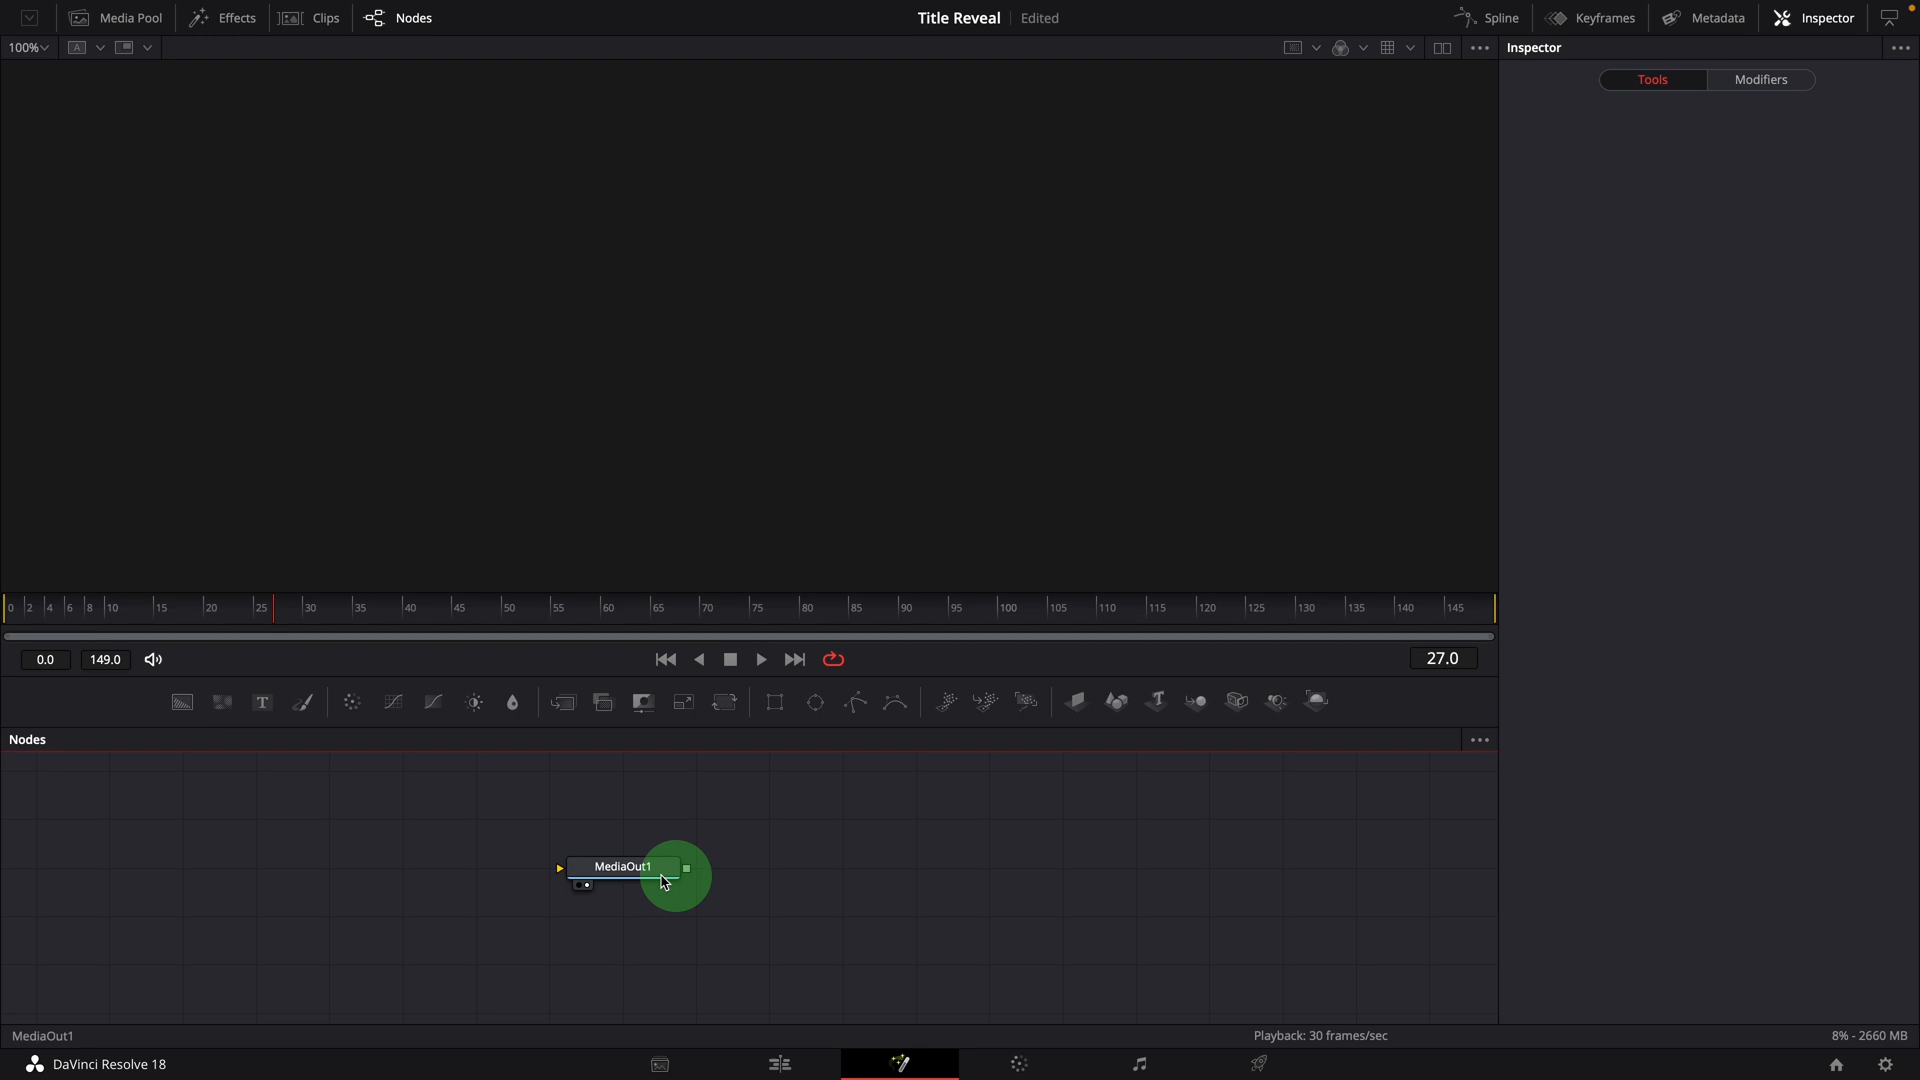 Media Pool Effects Clips Nodes Title Reveal Edited Spline Keyframes Metadata Inspector
100% A Inspector
Tools Modifiers
0 2 4 6 8 10 15 20 25 30 35 40 45 50 55 60 65 70 75 80 85 90 95 100 105 110 115 120 125 130 135 140 145
0.0 149.0 27.0
T T
Nodes
MediaOut1
MediaOut1 Playback: 30 frames/sec 8% - 2660 MB
DaVinci Resolve 18